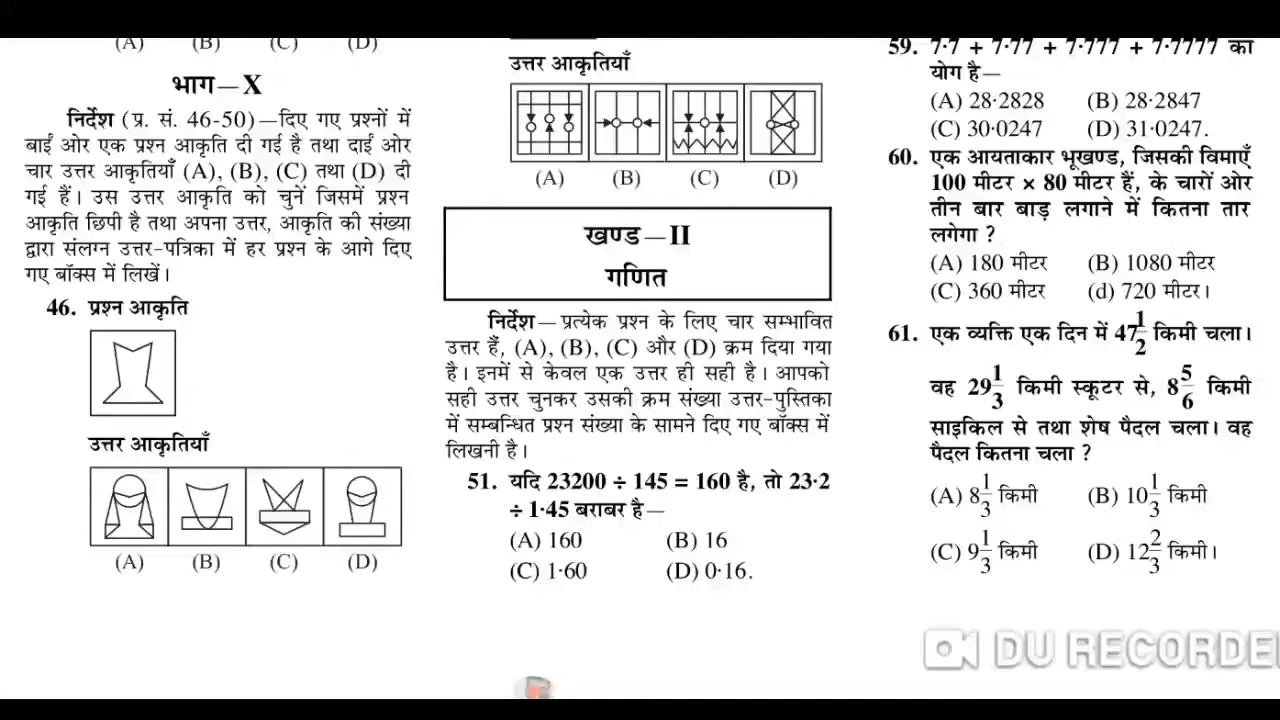 (A) (B) (C) (D)
भाग—X
निर्देश (प्र. सं. 46-50)—दिए गए प्रश्नों में
बाईं ओर एक प्रश्न आकृति दी गई है तथा दाईं ओर
चार उत्तर आकृतियाँ (A), (B), (C) तथा (D) दी
गई हैं। उस उत्तर आकृति को चुनें जिसमें प्रश्न
आकृति छिपी है तथा अपना उत्तर, आकृति की संख्या
द्वारा संलग्न उत्तर-पत्रिका में हर प्रश्न के आगे दिए
गए बॉक्स में लिखें।
46. प्रश्न आकृति
उत्तर आकृतियाँ
(A) (B) (C) (D)
उत्तर आकृतियाँ
(A) (B) (C) (D)
खण्ड—II
गणित
निर्देश—प्रत्येक प्रश्न के लिए चार सम्भावित
उत्तर हैं, (A), (B), (C) और (D) क्रम दिया गया
है। इनमें से केवल एक उत्तर ही सही है। आपको
सही उत्तर चुनकर उसकी क्रम संख्या उत्तर-पुस्तिका
में सम्बन्धित प्रश्न संख्या के सामने दिए गए बॉक्स में
लिखनी है।
51. यदि 23200 ÷ 145 = 160 है, तो 23·2
÷ 1·45 बराबर है—
(A) 160 (B) 16
(C) 1·60 (D) 0·16.
59. 7·7 + 7·77 + 7·777 + 7·7777 का
योग है—
(A) 28·2828 (B) 28·2847
(C) 30·0247 (D) 31·0247.
60. एक आयताकार भूखण्ड, जिसकी विमाएँ
100 मीटर × 80 मीटर हैं, के चारों ओर
तीन बार बाड़ लगाने में कितना तार
लगेगा ?
(A) 180 मीटर (B) 1080 मीटर
(C) 360 मीटर (d) 720 मीटर।
61. एक व्यक्ति एक दिन में 47 1/2 किमी चला।
वह 29 1/3 किमी स्कूटर से, 8 5/6 किमी
साइकिल से तथा शेष पैदल चला। वह
पैदल कितना चला ?
(A) 8 1/3 किमी (B) 10 1/3 किमी
(C) 9 1/3 किमी (D) 12 2/3 किमी।
DU RECORDE